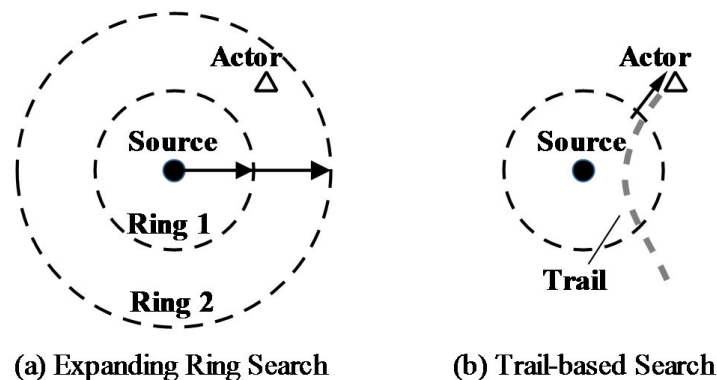 Actor
Source
Ring 1
Ring 2
(a) Expanding Ring Search
Actor
Source
Trail
(b) Trail-based Search